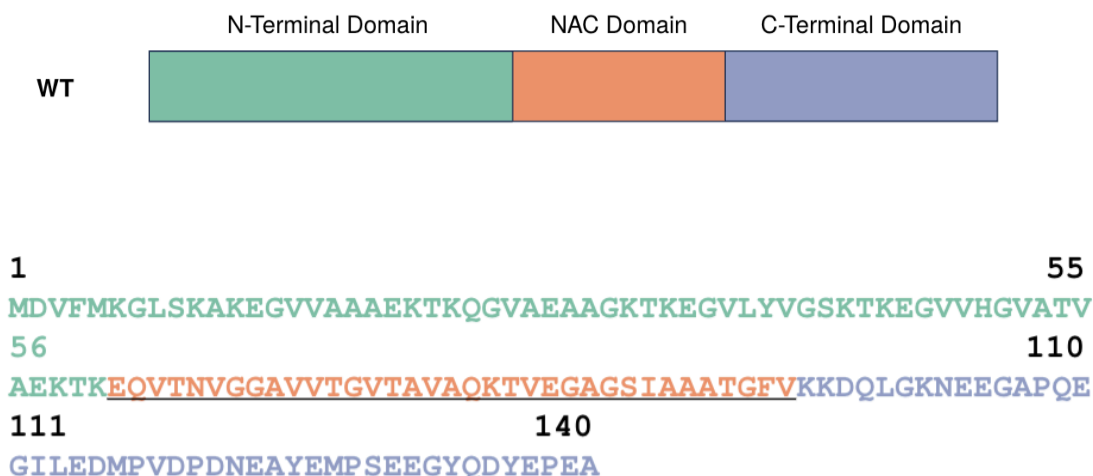 N-Terminal Domain NAC Domain C-Terminal Domain
WT
1 55
MDVFMKGLSKAKEGVVAAAEKTKQGVAEAAGKTKEGVLYVGSKTKEGVVHGVATV
56 110
AEKTKEQVTNVGGAVVTGVTAVAQKTVEGAGSIAAATGFVKKDQLGKNEEGAPQE
111 140
GILEDMPVDPDNEAYEMPSEEGYQDYEPEA